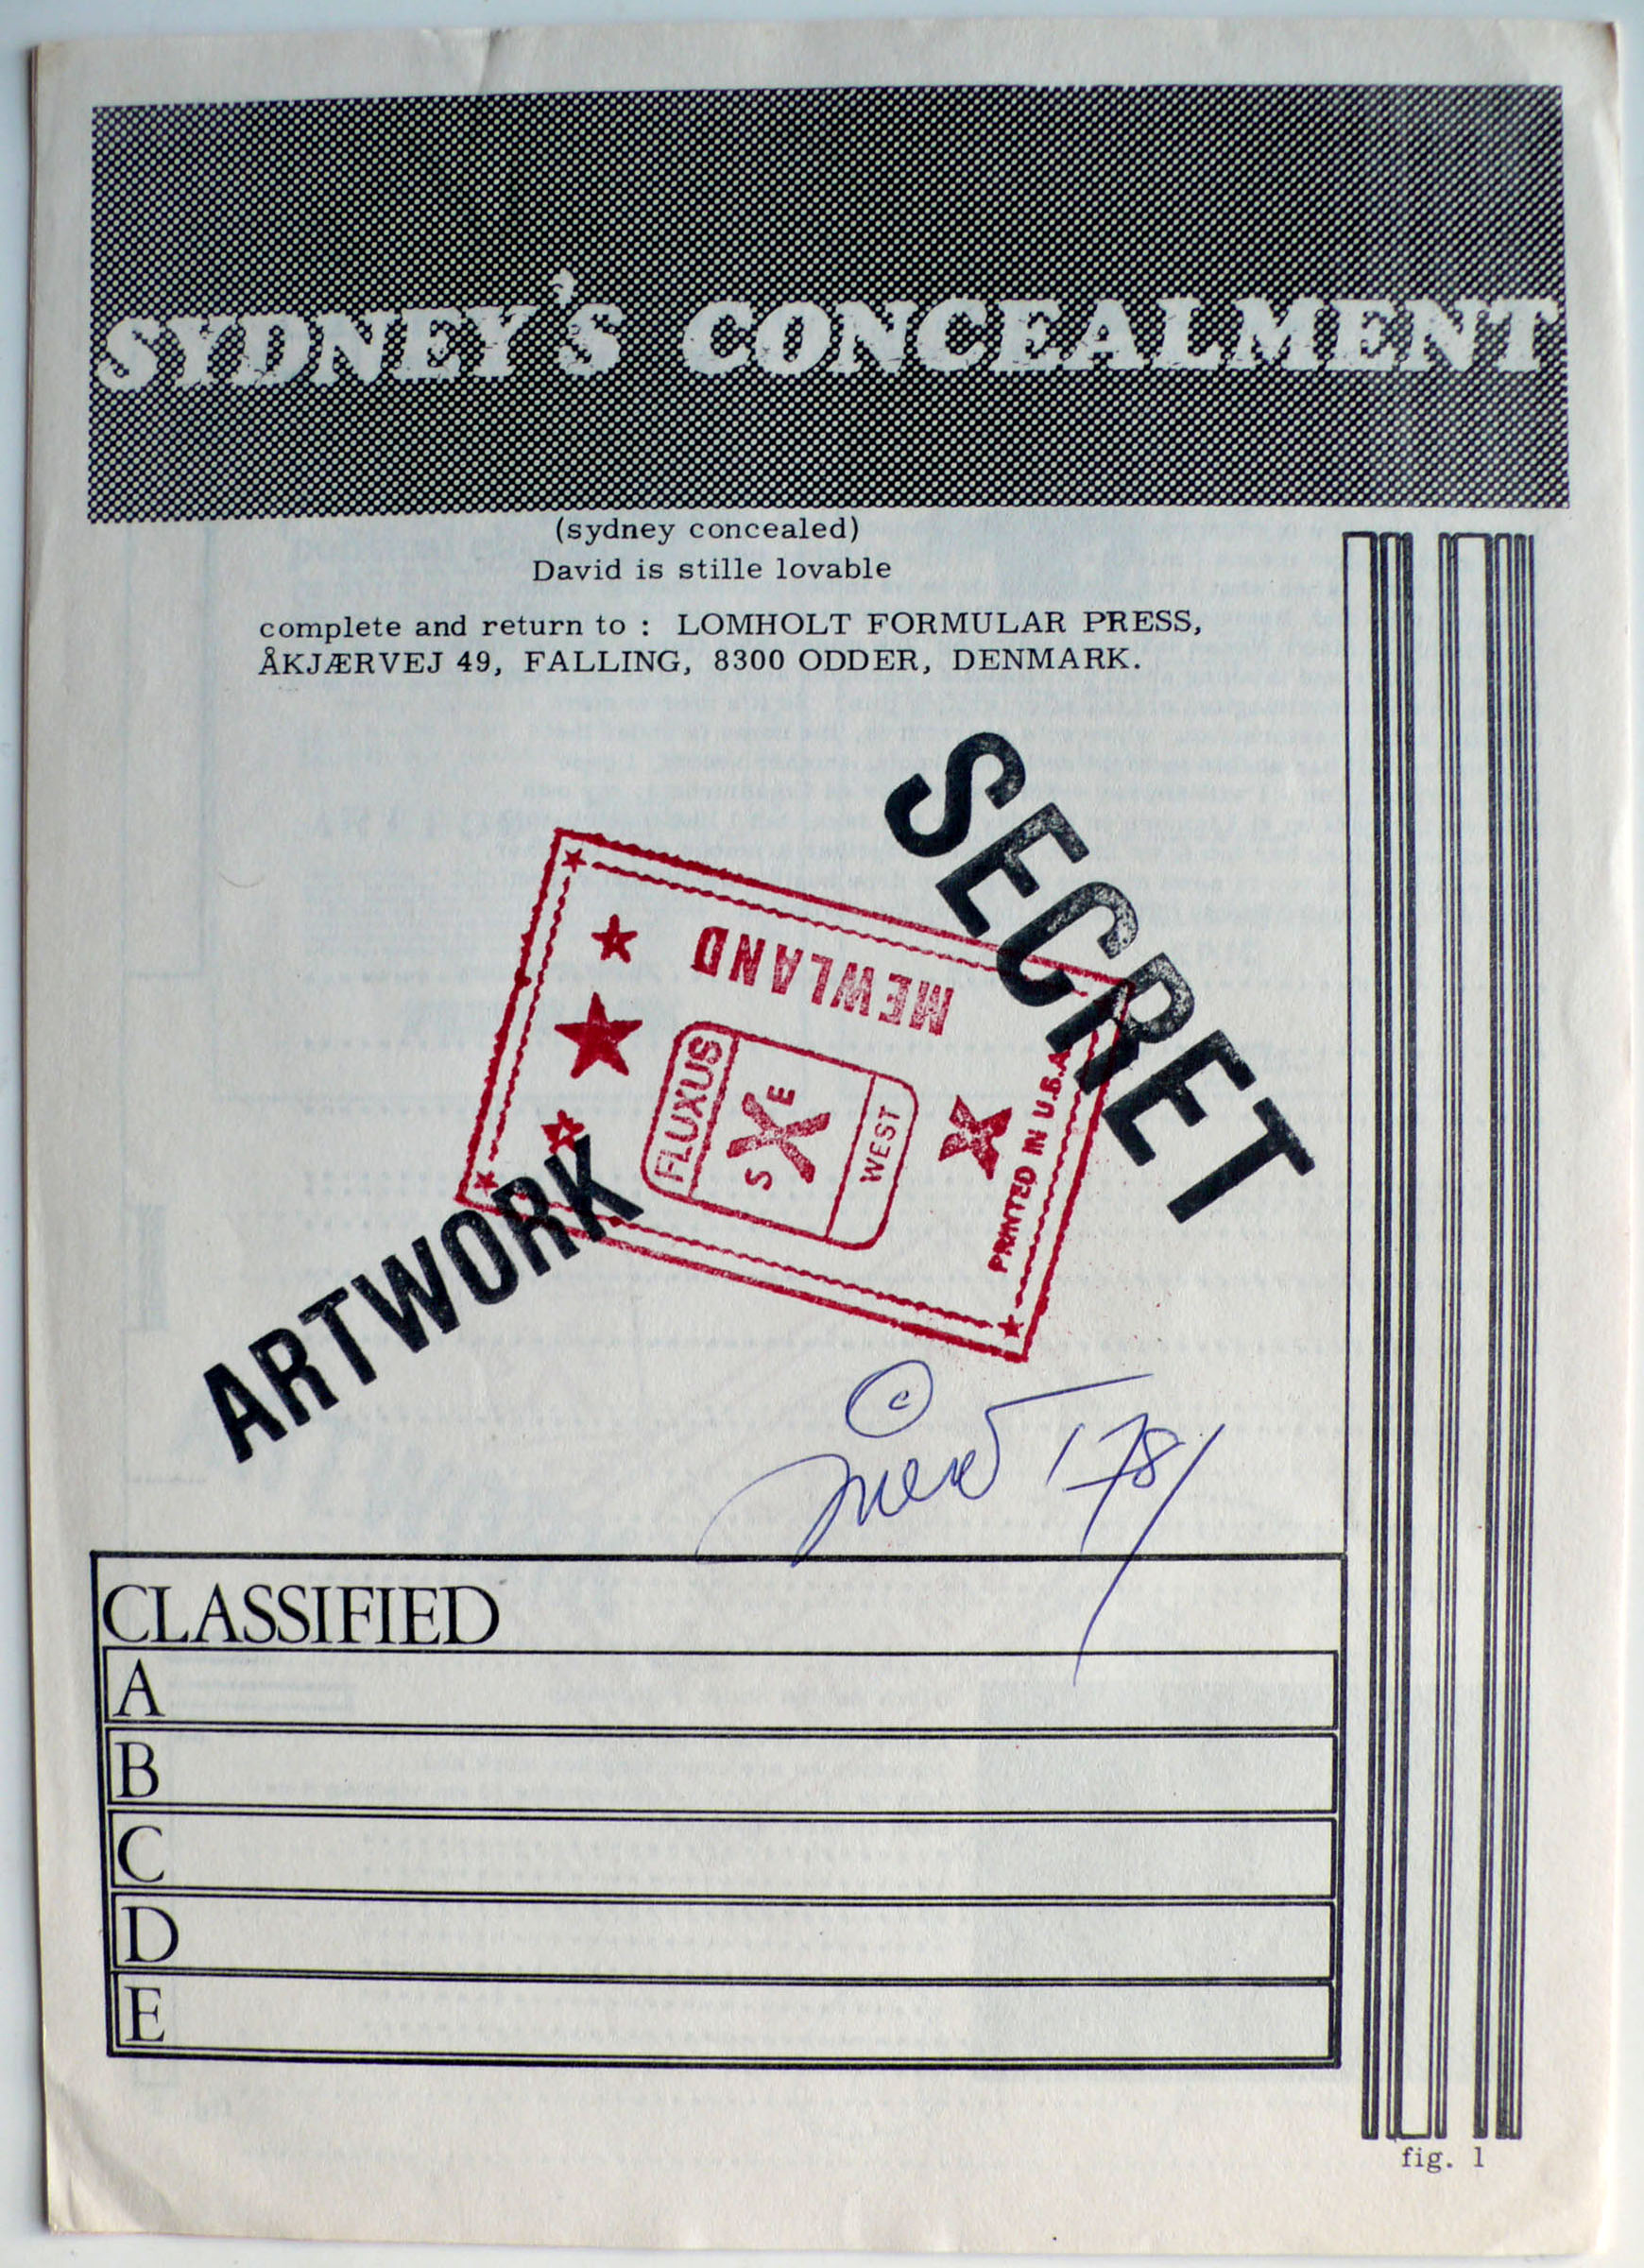 SYDNEY'S CONCEALMENT
(sydney concealed)
David is stille lovable
complete and return to : LOMHOLT FORMULAR PRESS,
ÅKJÆRVEJ 49, FALLING, 8300 ODDER, DENMARK.
SECRET
MEWLAND
FLUXUS
S E
WEST
PRINTED IN U.B.A
ARTWORK
©
'78
CLASSIFIED
A
B
C
D
E
fig. 1